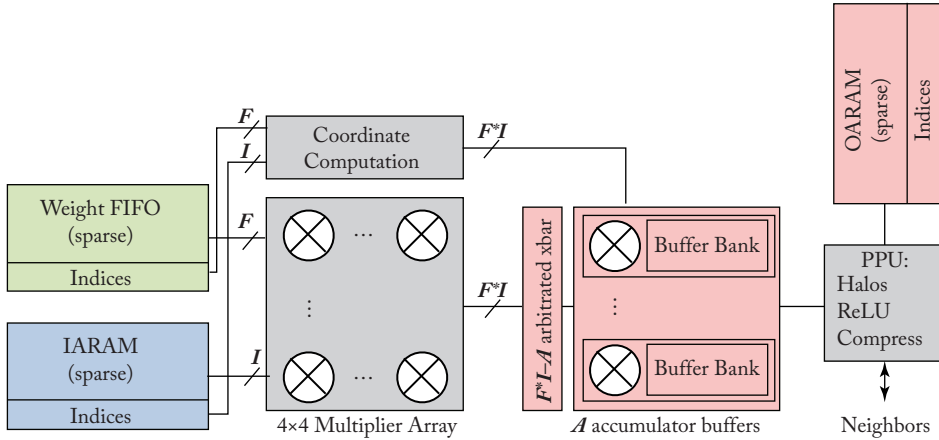 OARAM
(sparse)
Indices
F
I
Coordinate
Computation
F*I
Weight FIFO
(sparse)
Indices
F
... ...
F*I
F*I–A arbitrated xbar
Buffer Bank
...
Buffer Bank
PPU:
Halos
ReLU
Compress
IARAM
(sparse)
Indices
I
...
...
4×4 Multiplier Array
A accumulator buffers
Neighbors